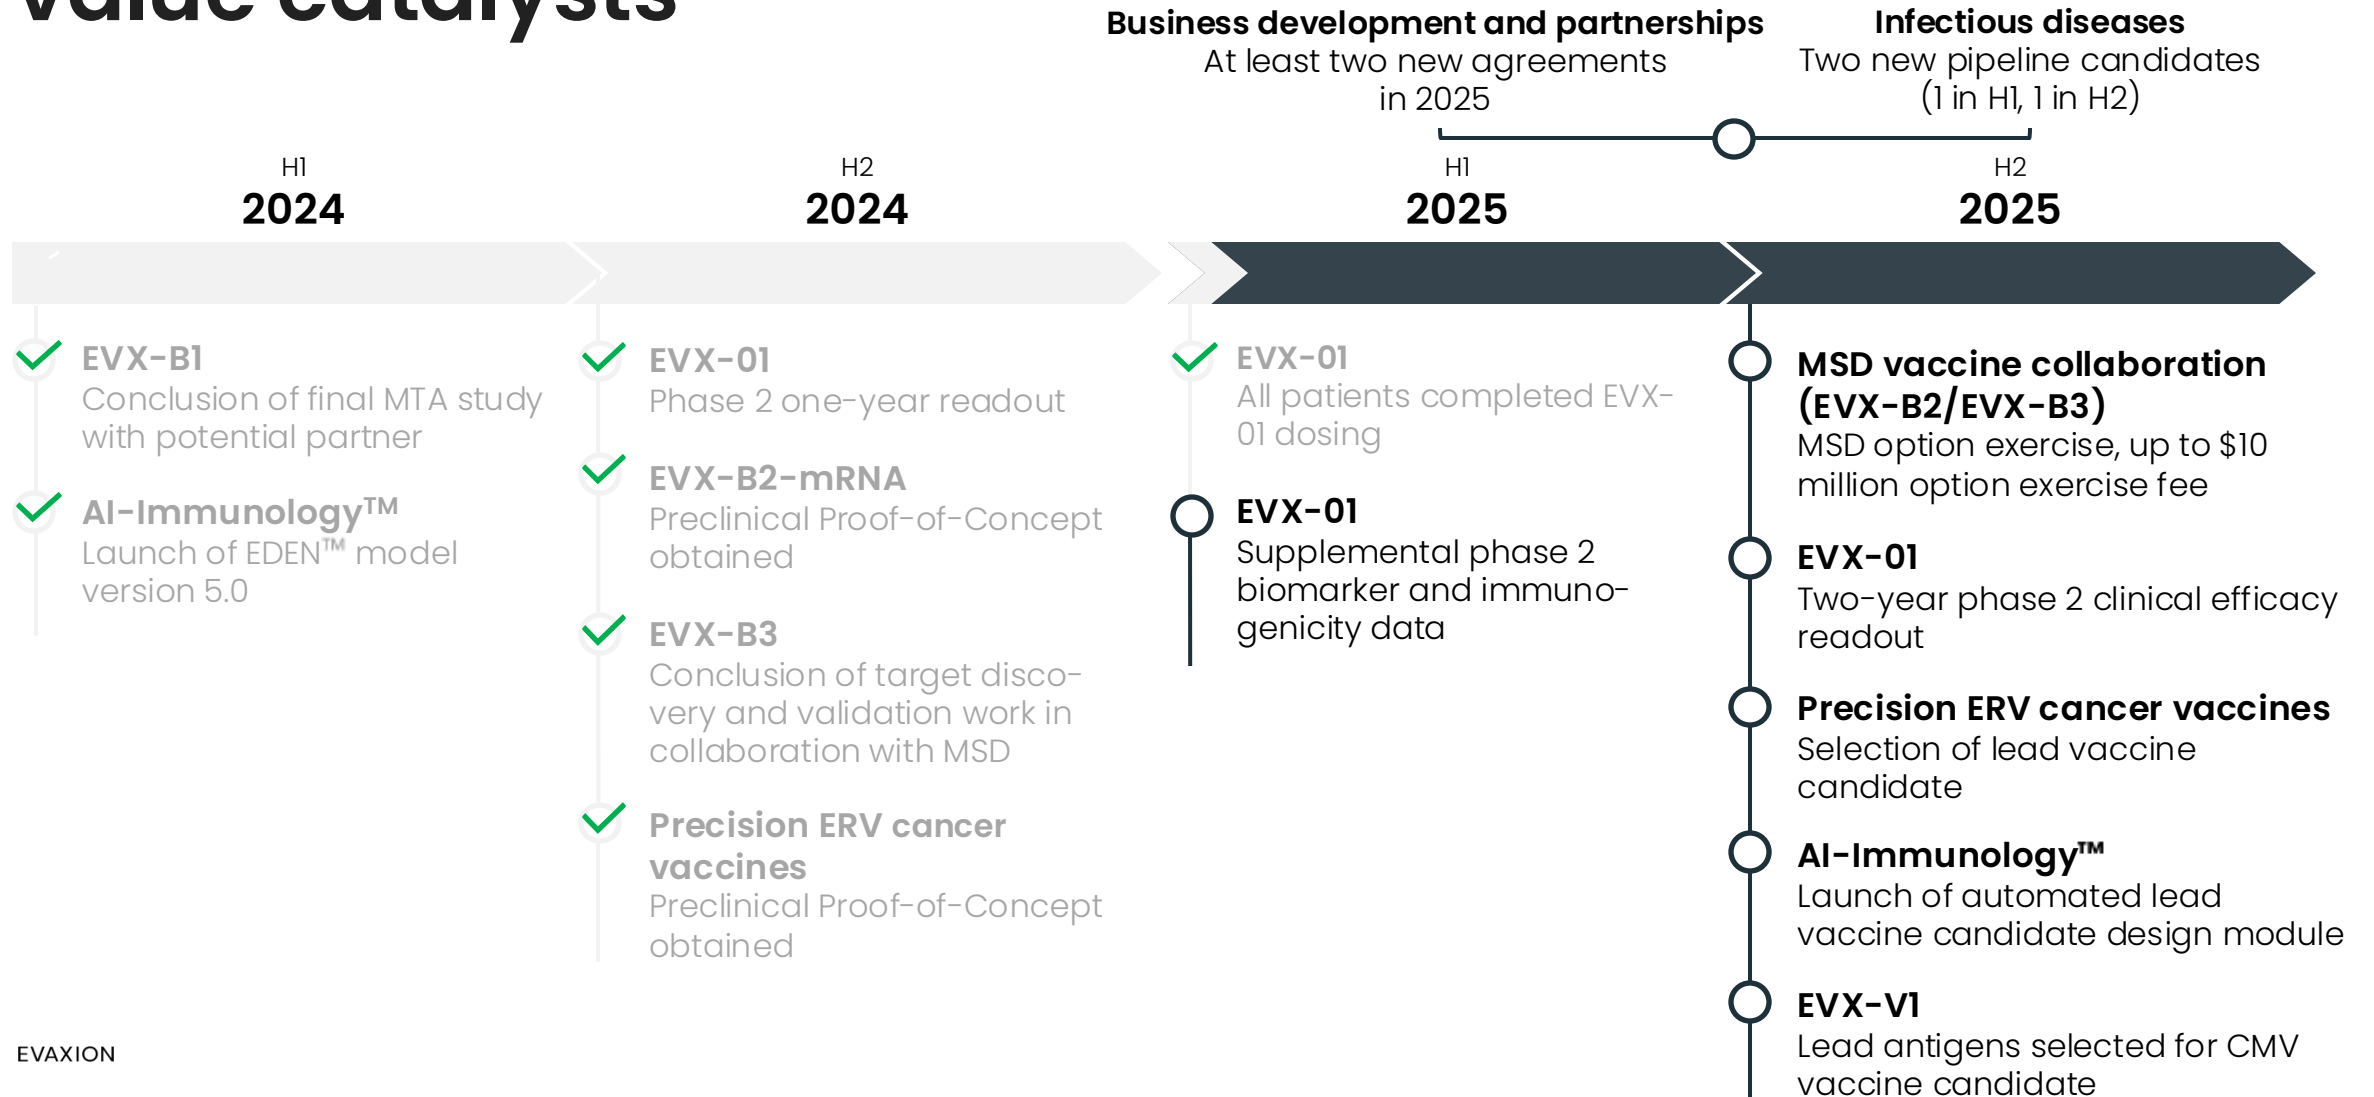 value catalysts
Business development and partnerships
At least two new agreements
in 2025
Infectious diseases
Two new pipeline candidates
(1 in H1, 1 in H2)
H1
2024
H2
2024
H1
2025
H2
2025
EVX-B1
Conclusion of final MTA study
with potential partner
AI-Immunology™
Launch of EDEN™ model
version 5.0
EVX-01
Phase 2 one-year readout
EVX-B2-mRNA
Preclinical Proof-of-Concept
obtained
EVX-B3
Conclusion of target disco-
very and validation work in
collaboration with MSD
Precision ERV cancer
vaccines
Preclinical Proof-of-Concept
obtained
EVX-01
All patients completed EVX-
01 dosing
EVX-01
Supplemental phase 2
biomarker and immuno-
genicity data
MSD vaccine collaboration
(EVX-B2/EVX-B3)
MSD option exercise, up to $10
million option exercise fee
EVX-01
Two-year phase 2 clinical efficacy
readout
Precision ERV cancer vaccines
Selection of lead vaccine
candidate
AI-Immunology™
Launch of automated lead
vaccine candidate design module
EVX-V1
Lead antigens selected for CMV
vaccine candidate
EVAXION